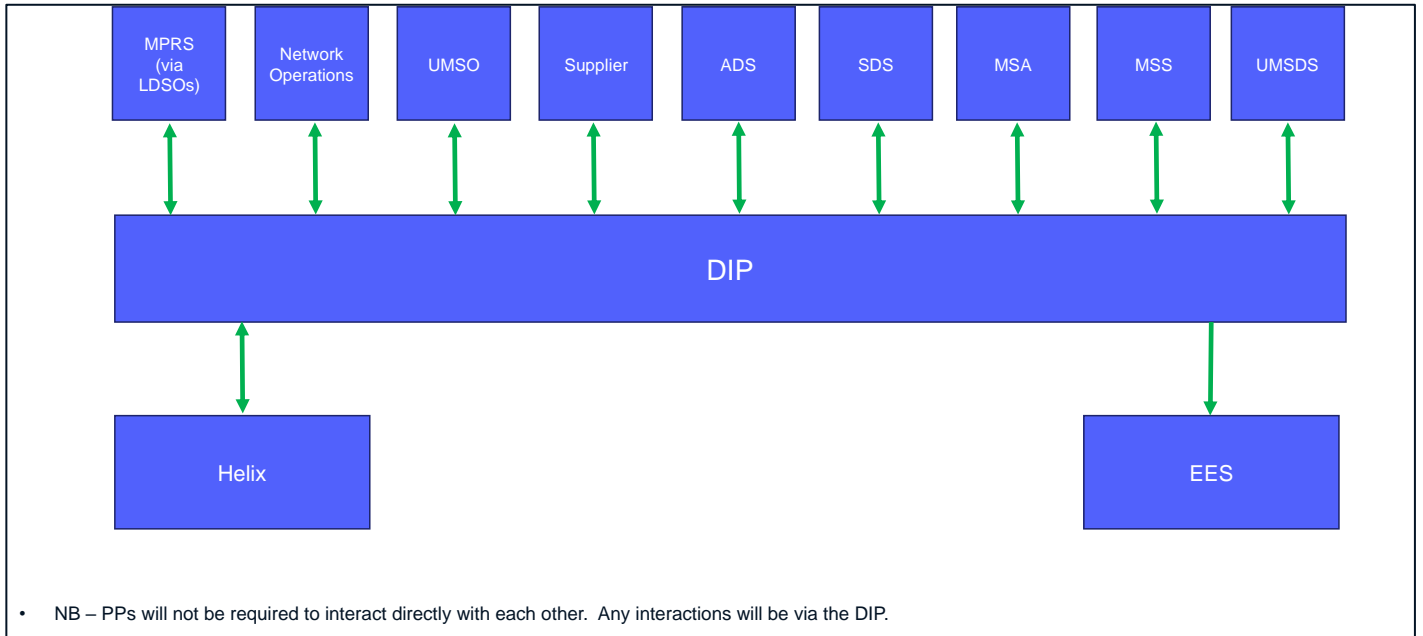 MPRS
(via
LDSOs)
Network
Operations
UMSO
Supplier
ADS
SDS
MSA
MSS
UMSDS
DIP
Helix
EES
• NB – PPs will not be required to interact directly with each other. Any interactions will be via the DIP.